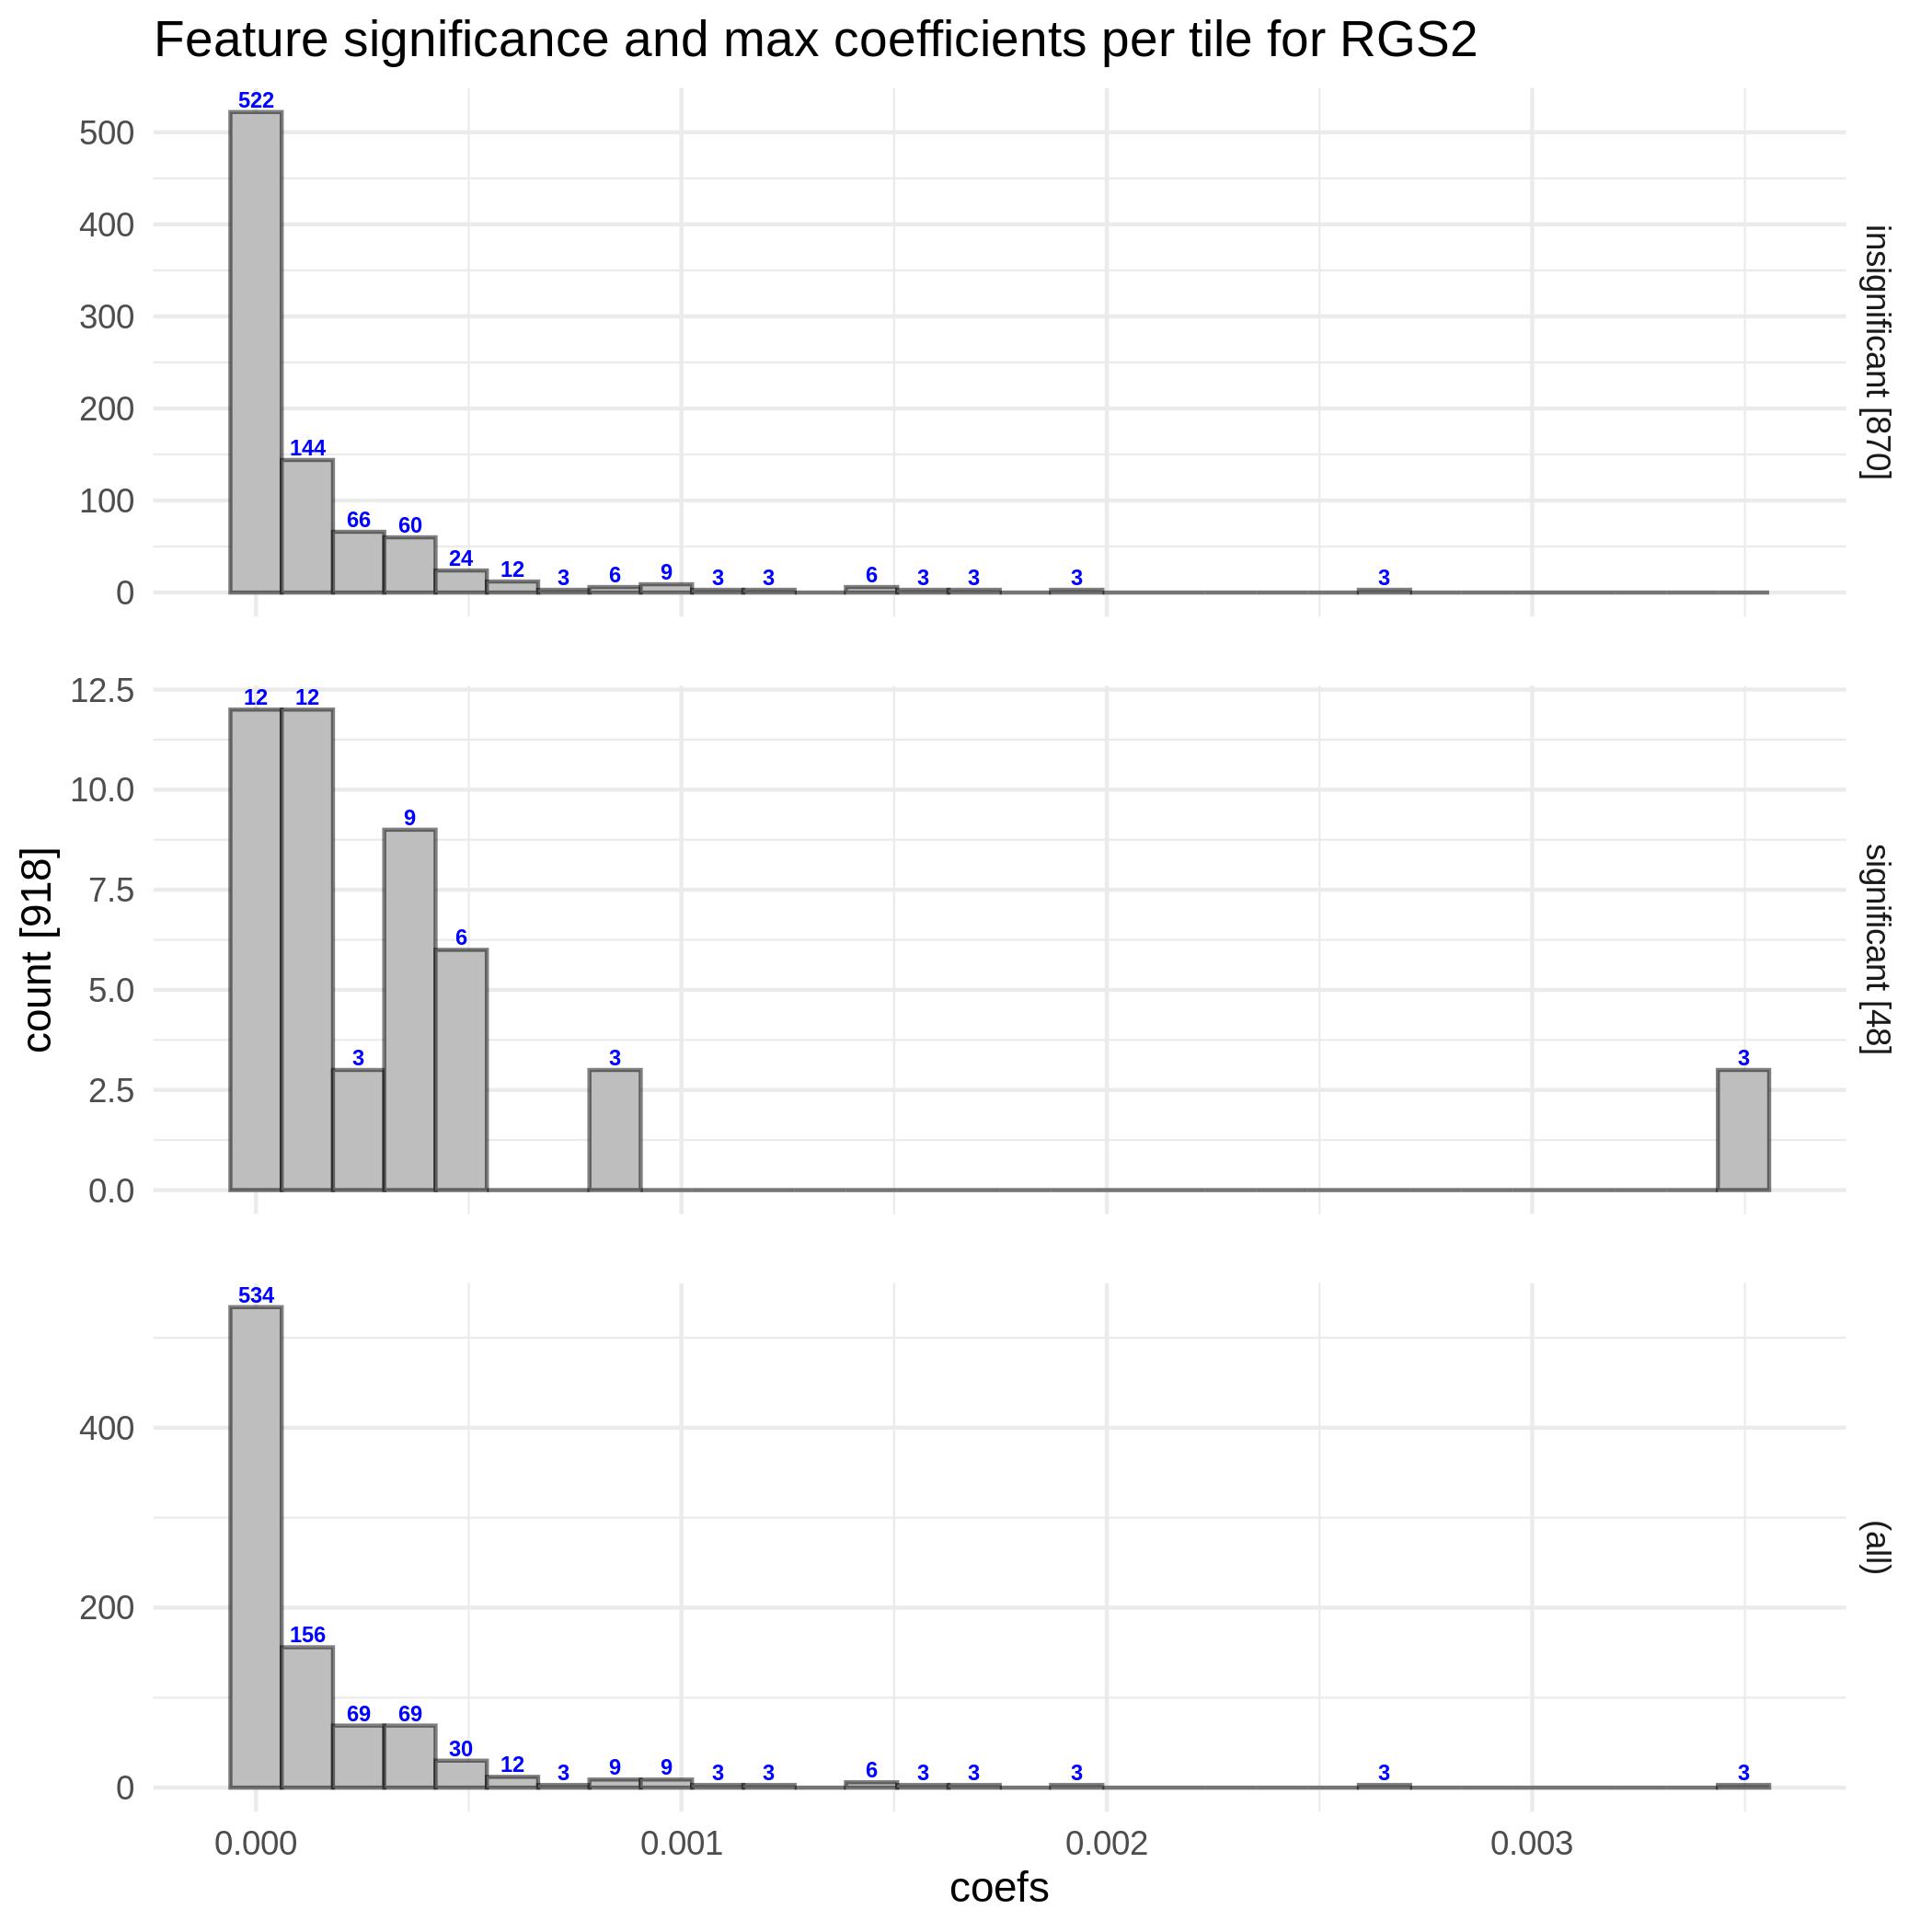 Feature significance and max coefficients per tile for RGS2
522
500
400
300
200
144
100
66 60 24 12 3 6 9 3 3 6 3 3 3 3
0
insignificant [870]
12.5
12 12
10.0
9
7.5
6
5.0
3 3 3
2.5
0.0
significant [48]
count [918]
534
400
200
156
69 69 30 12 3 9 9 3 3 6 3 3 3 3 3
0
(all)
0.000 0.001 0.002 0.003
coefs